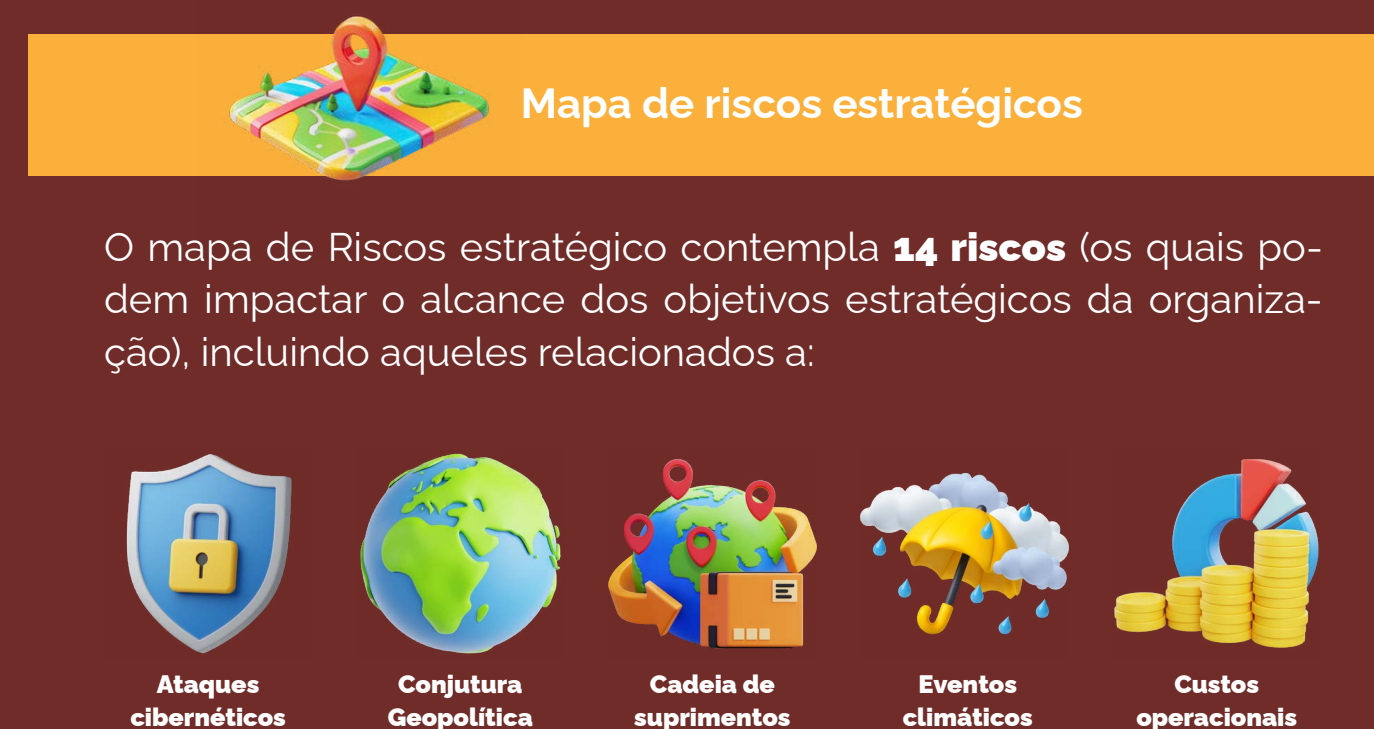 Mapa de riscos estratégicos
O mapa de Riscos estratégico contempla 14 riscos (os quais po-
dem impactar o alcance dos objetivos estratégicos da organiza-
ção), incluindo aqueles relacionados a:
Ataques
cibernéticos
Conjutura
Geopolítica
Cadeia de
suprimentos
Eventos
climáticos
Custos
operacionais